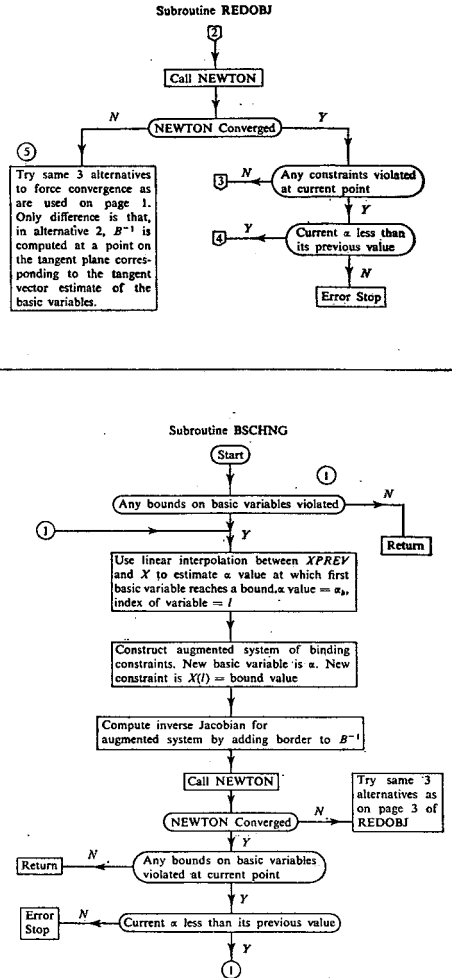 Subroutine REDOBJ
2
Call NEWTON
N
Y
NEWTON Converged
5
Try same 3 alternatives
to force convergence as
are used on page 1.
Only difference is that,
in alternative 2, B⁻¹ is
computed at a point on
the tangent plane corres-
ponding to the tangent
vector estimate of the
basic variables.
3
N
Any constraints violated
at current point
Y
4
Y
Current α less than
its previous value
N
Error Stop
Subroutine BSCHNG
Start
1
Any bounds on basic variables violated
N
Return
1
Y
Use linear interpolation between XPREV
and X to estimate α value at which first
basic variable reaches a bound.α value = αb,
index of variable = l
Construct augmented system of binding
constraints. New basic variable is α. New
constraint is X(l) = bound value
Compute inverse Jacobian for
augmented system by adding border to B⁻¹
Call NEWTON
NEWTON Converged
N
Try same 3
alternatives as
on page 3 of
REDOBJ
Y
Return
N
Any bounds on basic variables
violated at current point
Y
Error
Stop
N
Current α less than its previous value
Y
1